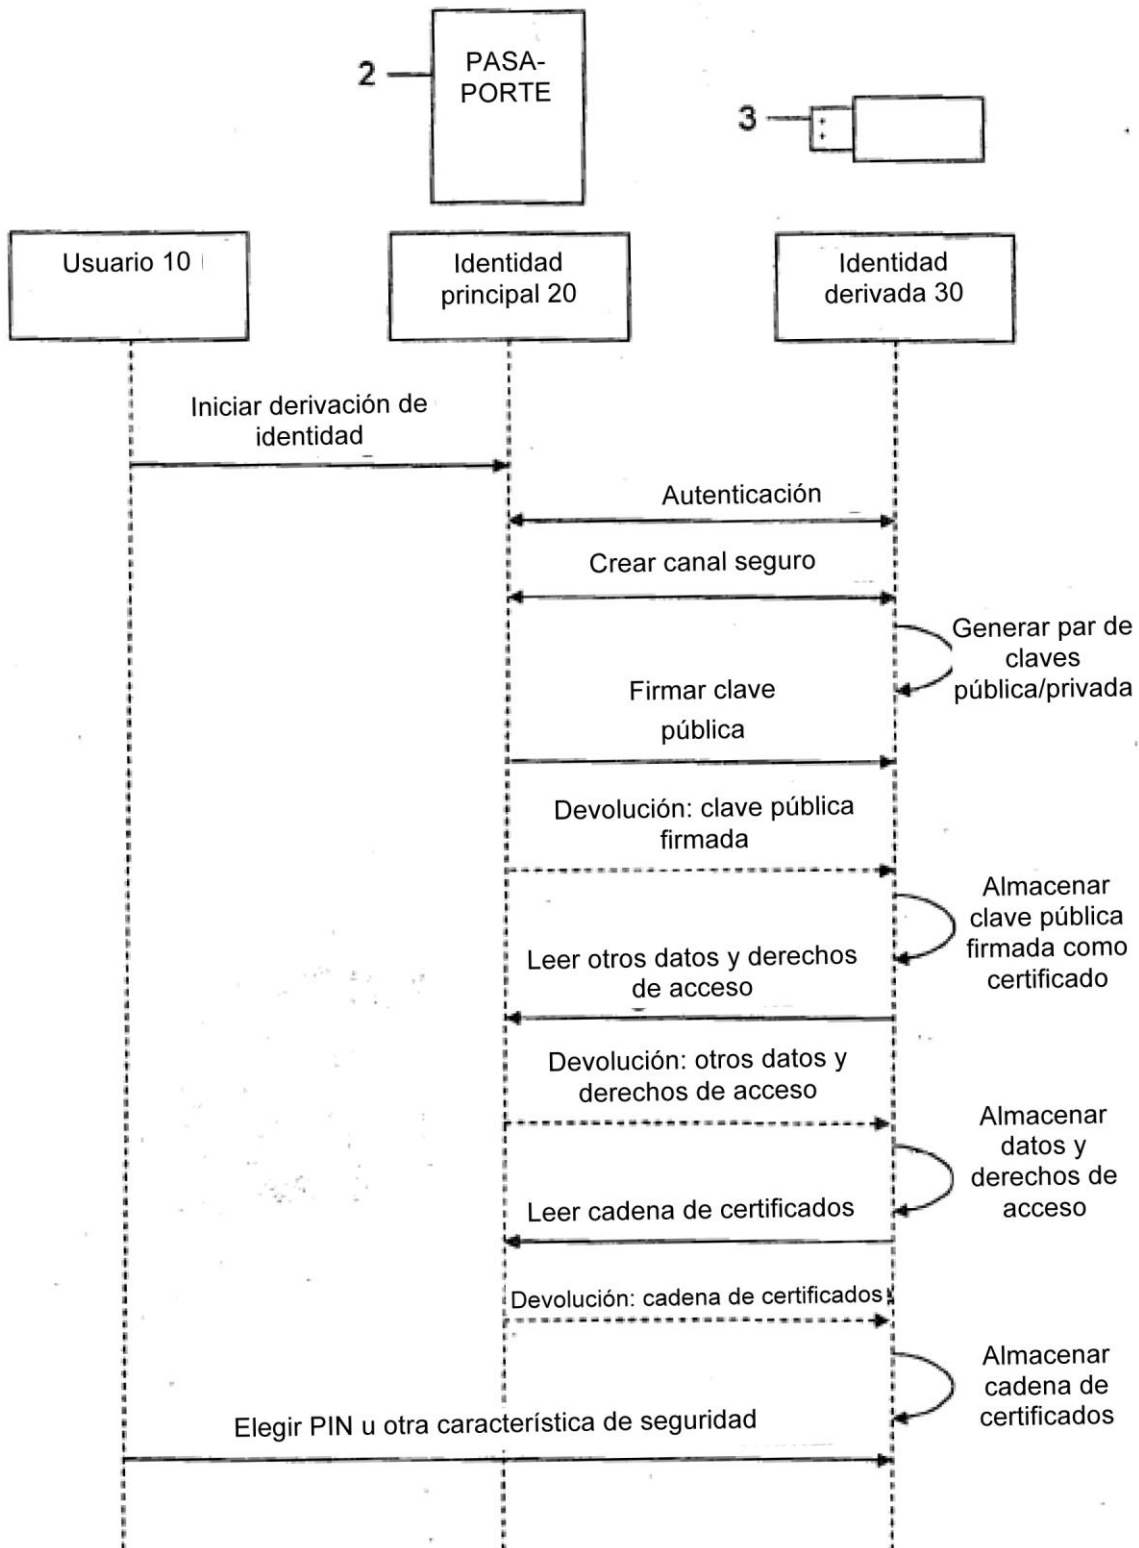 2
PASA-
PORTE
3
Usuario 10
Identidad
principal 20
Identidad
derivada 30
Iniciar derivación de
identidad
Autenticación
Crear canal seguro
Generar par de
claves
pública/privada
Firmar clave
pública
Devolución: clave pública
firmada
Almacenar
clave pública
firmada como
certificado
Leer otros datos y derechos
de acceso
Devolución: otros datos y
derechos de acceso
Almacenar
datos y
derechos de
acceso
Leer cadena de certificados
Devolución: cadena de certificados
Almacenar
cadena de
certificados
Elegir PIN u otra característica de seguridad